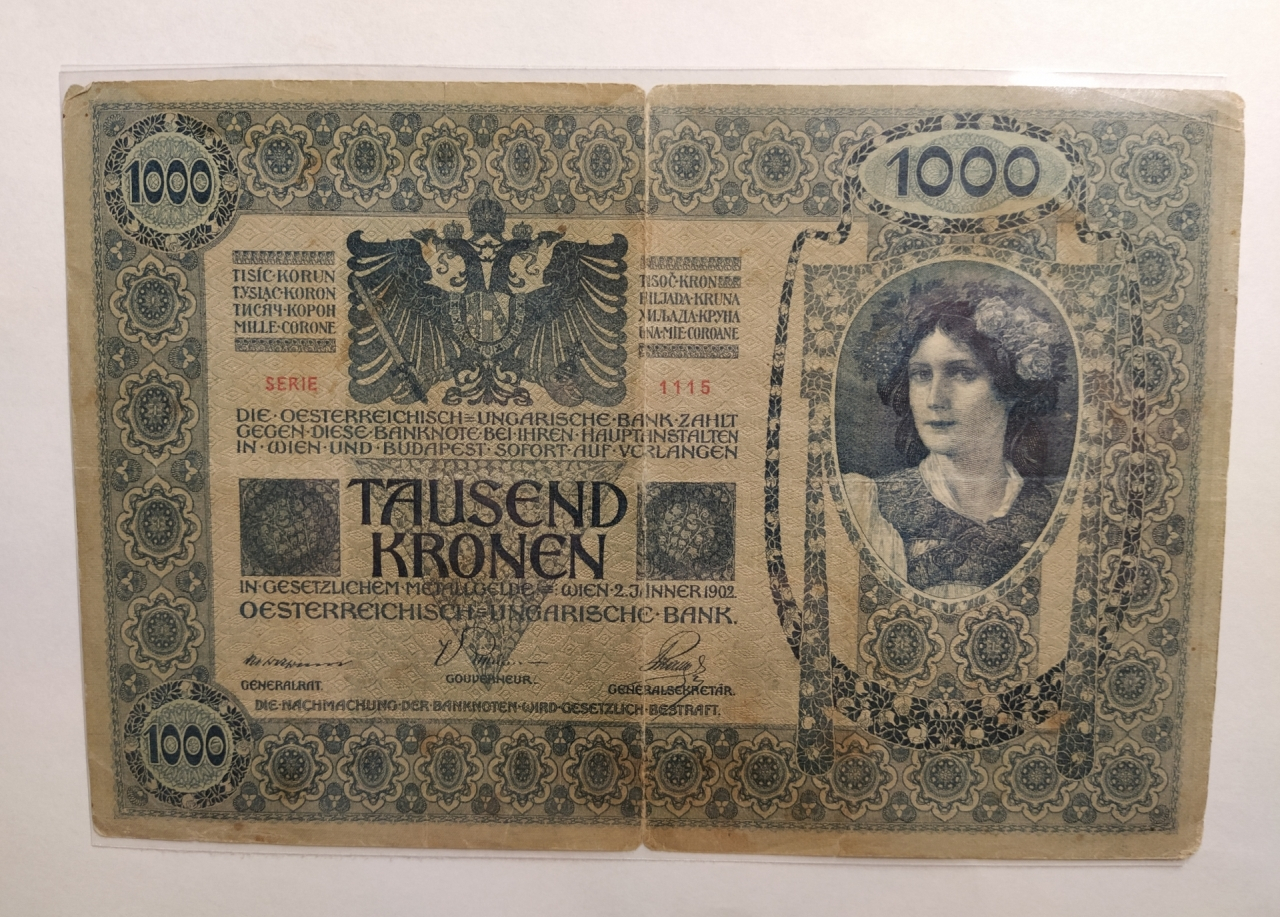 1000
1000
TISÍC·KORUN
TYSIĄC·KORON
ТИСЯЧ·КОРОН
MILLE·CORONE
TISOČ·KRON
HILJADA·KRUNA
ХИЉАДА·КРУНА
UNA·MIE·COROANE
SERIE 1115
DIE·OESTERREICHISCH=UNGARISCHE·BANK·ZAHLT
GEGEN·DIESE·BANKNOTE·BEI·IHREN·HAUPTANSTALTEN
IN·WIEN·UND·BUDAPEST·SOFORT·AUF·VERLANGEN
TAUSEND
KRONEN
IN·GESETZLICHEM·METALLGELDE=:WIEN·2.JÄNNER 1902.
OESTERREICHISCH=UNGARISCHE·BANK.
GENERALRAT.
GOUVERNEUR.
GENERALSEKRETÄR.
DIE·NACHMACHUNG·DER·BANKNOTEN·WIRD·GESETZLICH·BESTRAFT.
1000